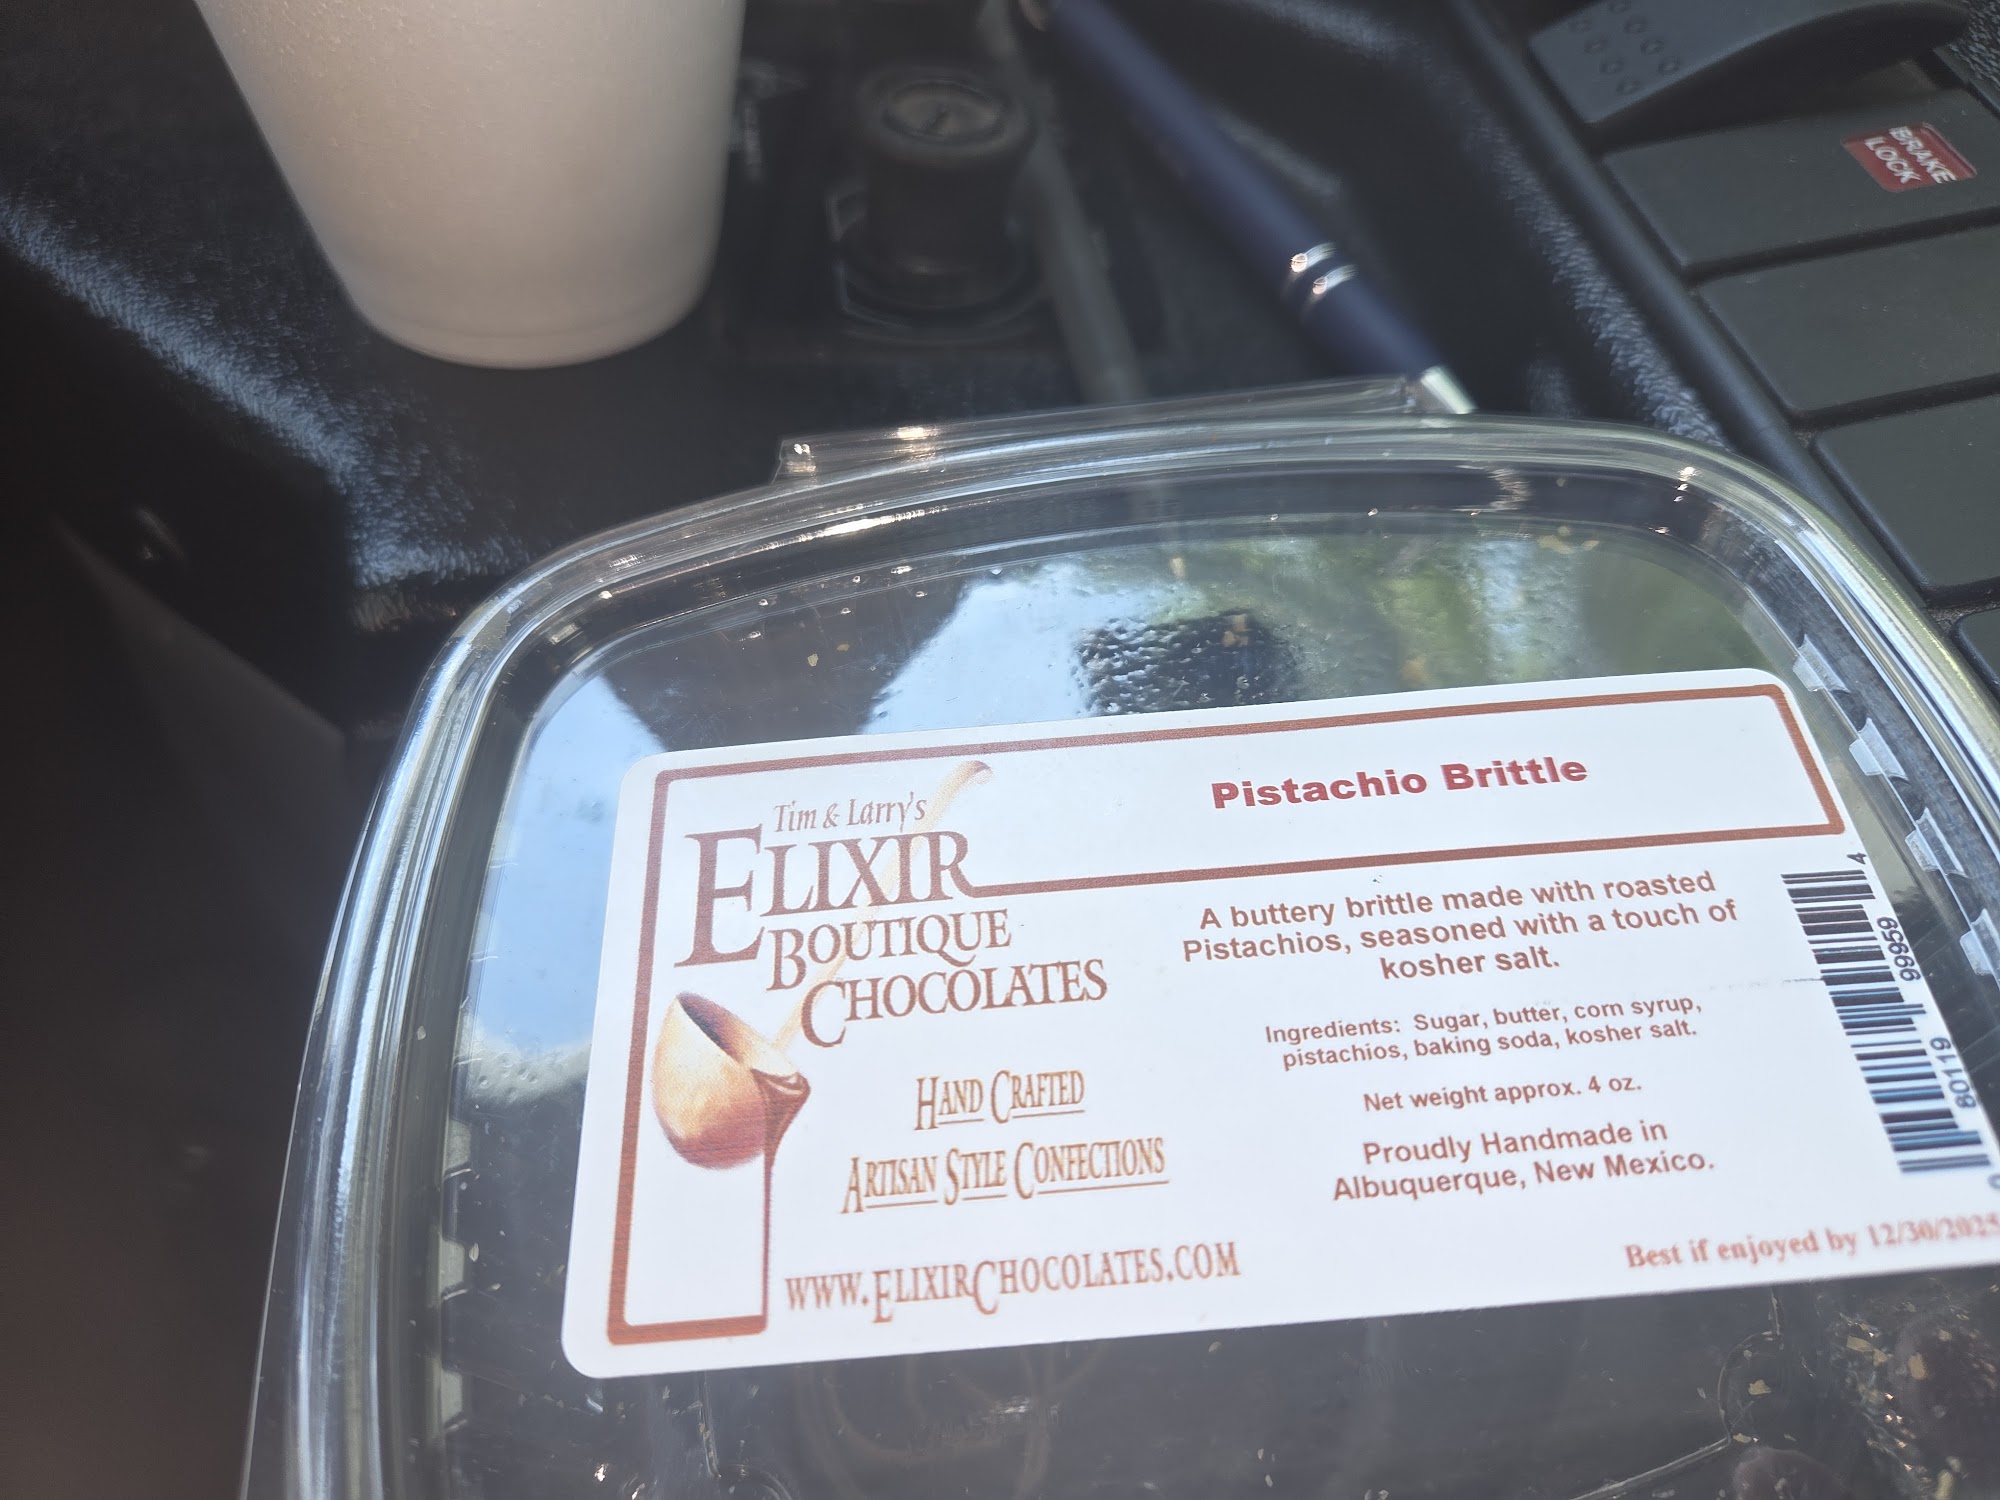 BRAKE
LOCK
Pistachio Brittle
Tim & Larry's
ELIXIR
BOUTIQUE
CHOCOLATES
HAND CRAFTED
ARTISAN STYLE CONFECTIONS
WWW.ELIXIRCHOCOLATES.COM
A buttery brittle made with roasted
Pistachios, seasoned with a touch of
kosher salt.
Ingredients: Sugar, butter, corn syrup,
pistachios, baking soda, kosher salt.
Net weight approx. 4 oz.
Proudly Handmade in
Albuquerque, New Mexico.
Best if enjoyed by 12/30/2025
80119 99959 4